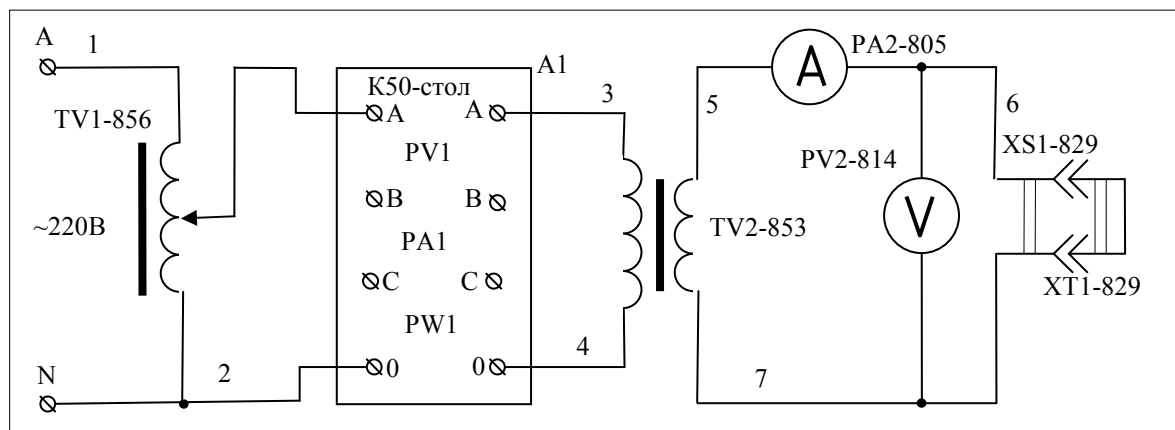 A
1
TV1-856
~220В
N
2
A1
К50-стол
A
A
PV1
B
B
PA1
C
C
PW1
0
0
3
4
5
PA2-805
A
6
XS1-829
PV2-814
V
TV2-853
XT1-829
7